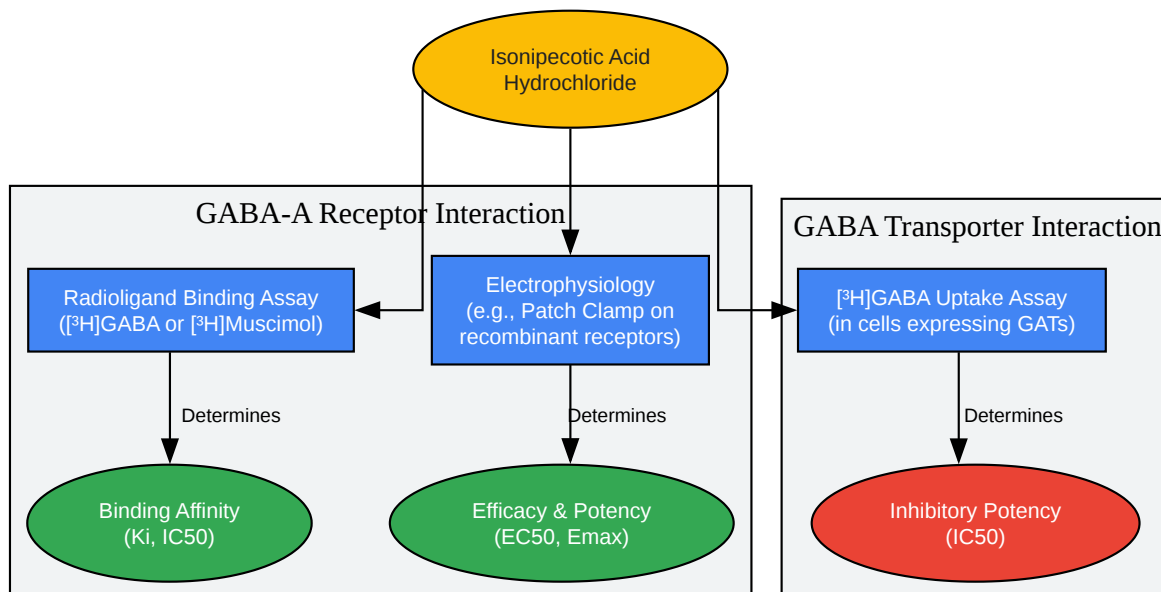 Isonipecotic Acid
Hydrochloride
GABA-A Receptor Interaction
GABA Transporter Interaction
Radioligand Binding Assay
([³H]GABA or [³H]Muscimol)
Electrophysiology
(e.g., Patch Clamp on
recombinant receptors)
[³H]GABA Uptake Assay
(in cells expressing GATs)
Determines
Determines
Determines
Binding Affinity
(Ki, IC50)
Efficacy & Potency
(EC50, Emax)
Inhibitory Potency
(IC50)